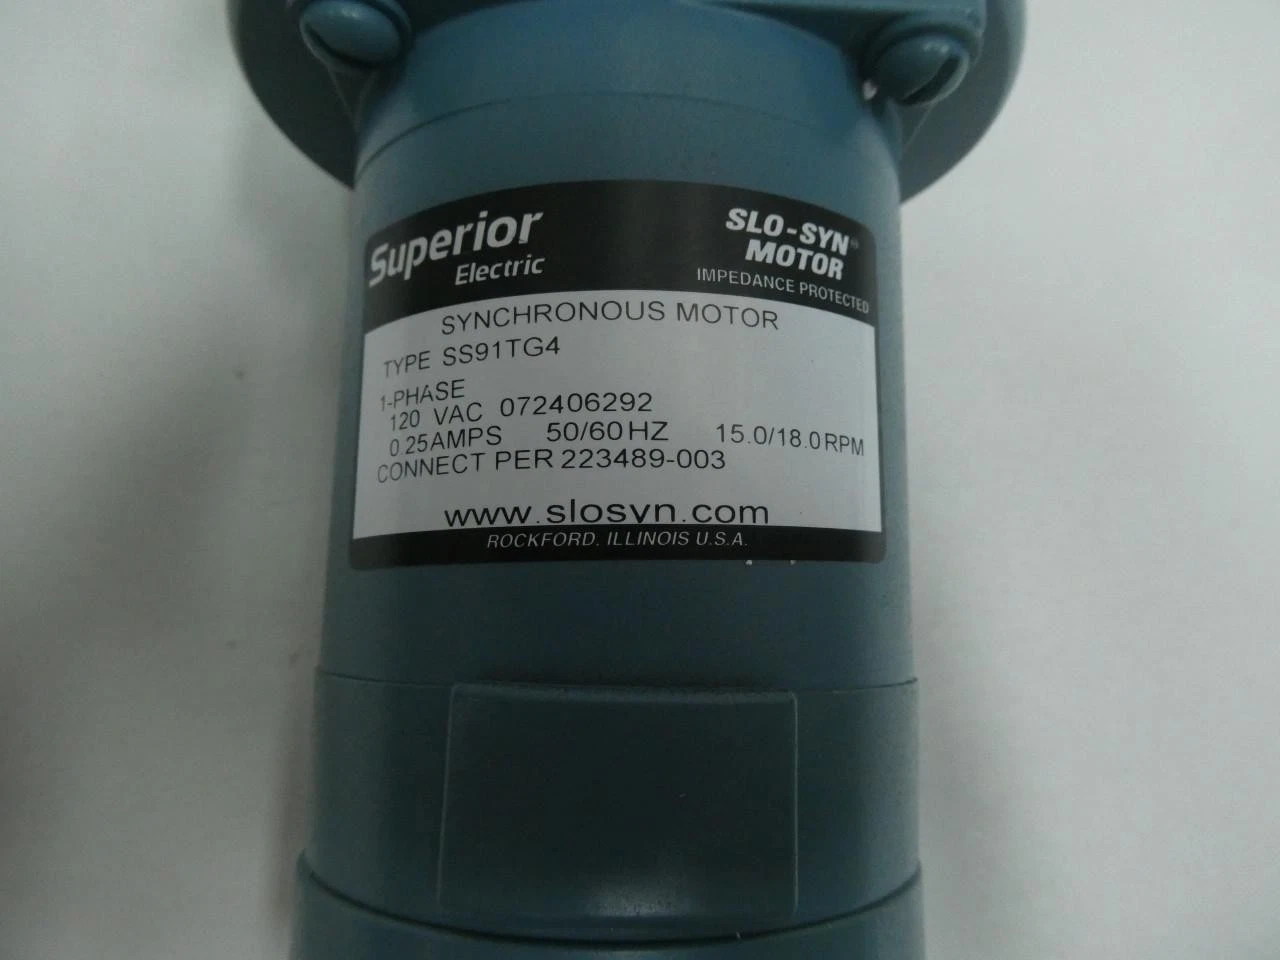 Superior
Electric
SLO-SYN
MOTOR
IMPEDANCE PROTECTED
SYNCHRONOUS MOTOR
TYPE SS91TG4
1-PHASE
120 VAC 072406292
0.25AMPS 50/60HZ 15.0/18.0RPM
CONNECT PER 223489-003
www.slosyn.com
ROCKFORD, ILLINOIS U.S.A.